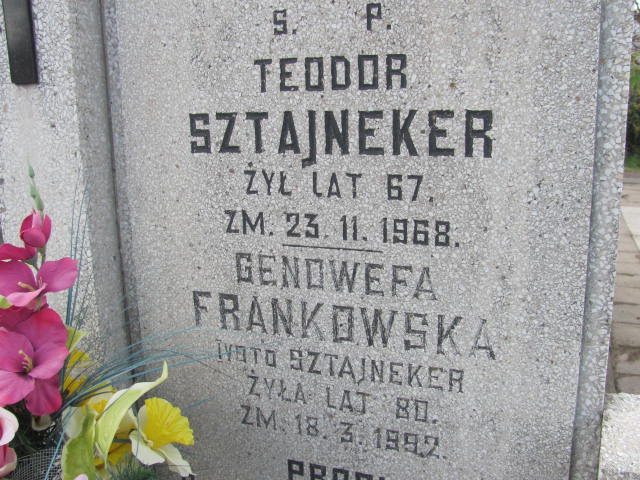 Ś. P.
TEODOR
SZTAJNEKER
ŻYŁ LAT 67.
ZM. 23. 11. 1968.
GENOWEFA
FRANKOWSKA
1VOTO SZTAJNEKER
ŻYŁA LAT 80.
ZM. 18. 3. 1992.